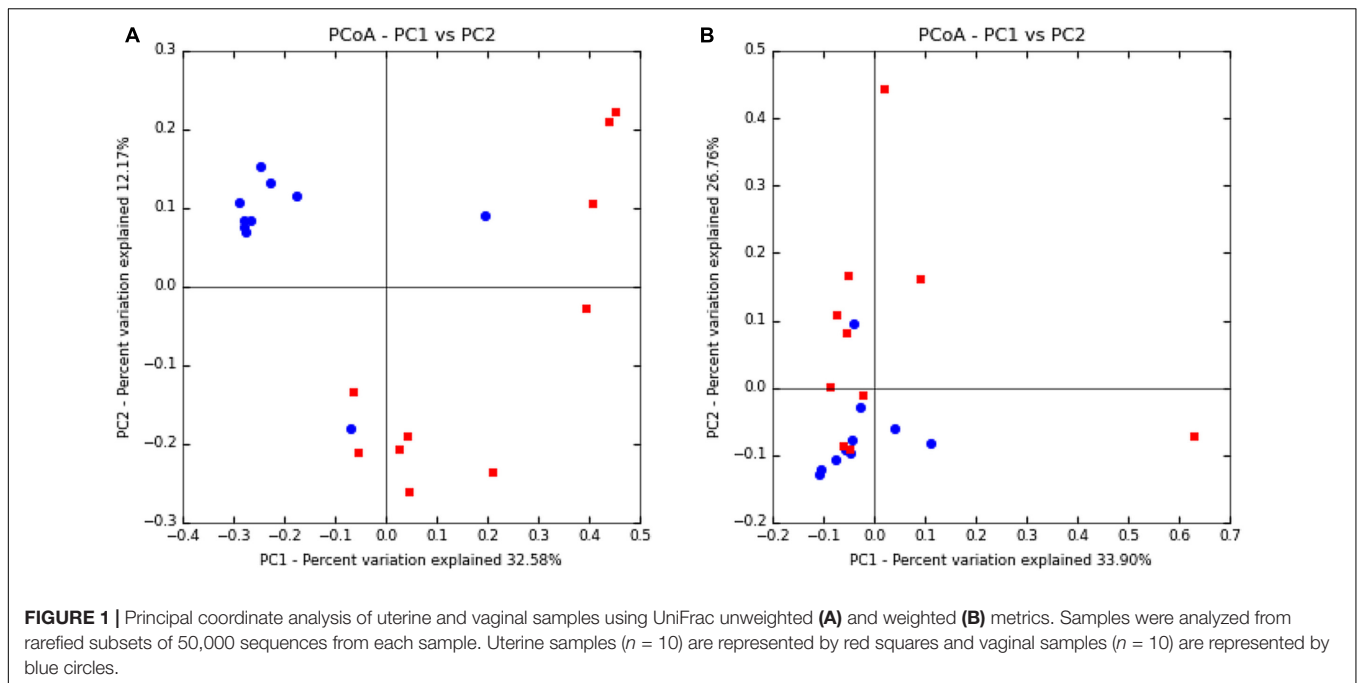 A
PCoA - PC1 vs PC2
0.3
0.2
0.1
0.0
−0.1
−0.2
−0.3
PC2 - Percent variation explained 12.17%
−0.4 −0.3 −0.2 −0.1 0.0 0.1 0.2 0.3 0.4 0.5
PC1 - Percent variation explained 32.58%
B
PCoA - PC1 vs PC2
0.5
0.4
0.3
0.2
0.1
0.0
−0.1
−0.2
PC2 - Percent variation explained 26.76%
−0.2 −0.1 0.0 0.1 0.2 0.3 0.4 0.5 0.6 0.7
PC1 - Percent variation explained 33.90%
FIGURE 1 | Principal coordinate analysis of uterine and vaginal samples using UniFrac unweighted (A) and weighted (B) metrics. Samples were analyzed from
rarefied subsets of 50,000 sequences from each sample. Uterine samples (n = 10) are represented by red squares and vaginal samples (n = 10) are represented by
blue circles.